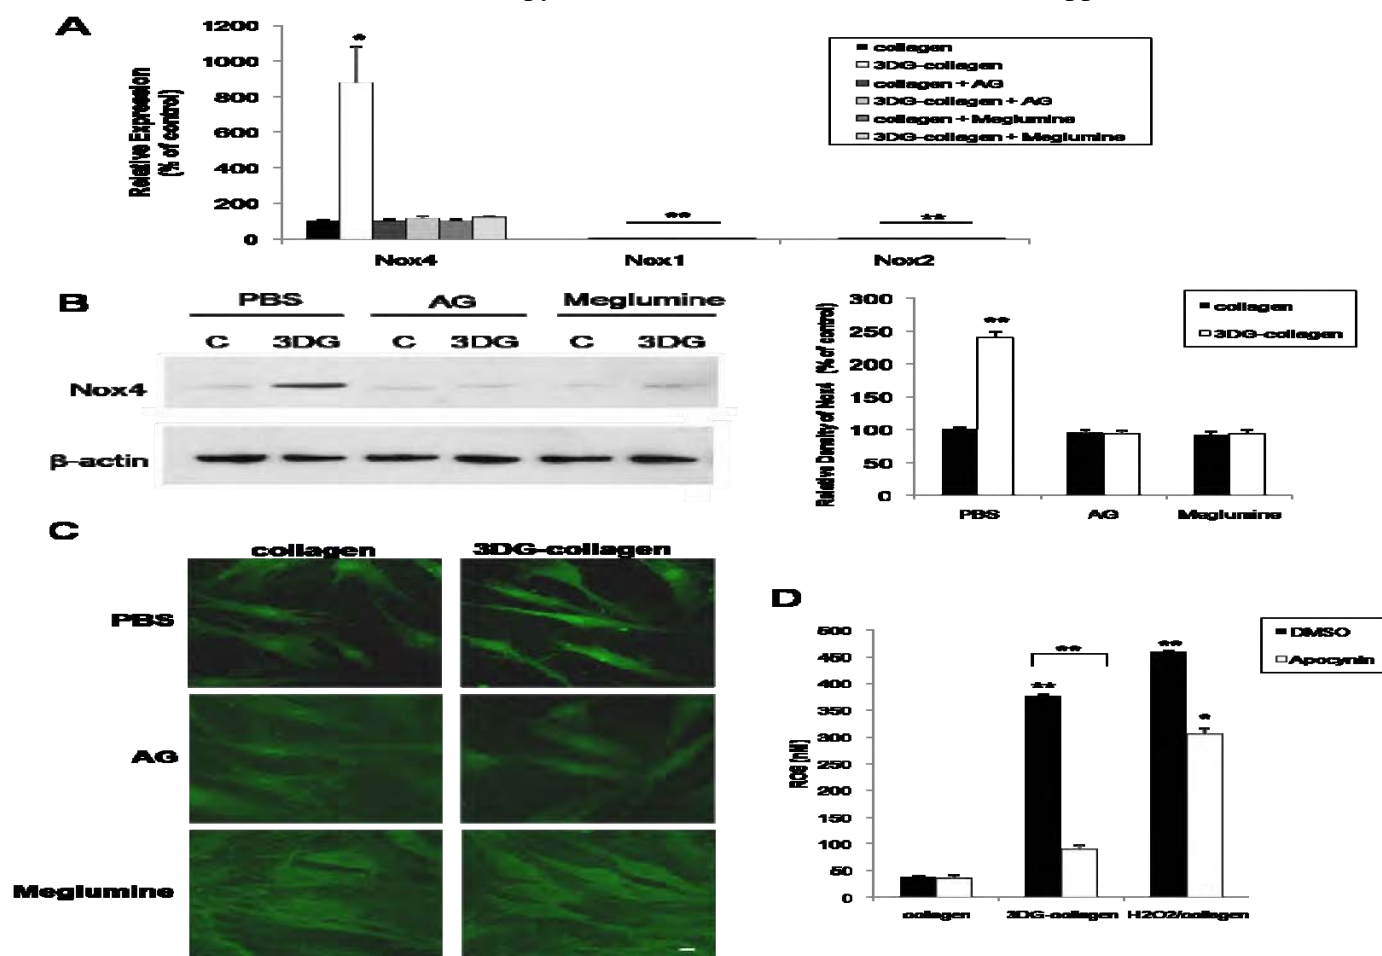 A
1200
1000
800
600
400
200
0
Relative Expression
(% of control)
*
**
**
Nox4 Nox1 Nox2
collagen
3DG-collagen
collagen + AG
3DG-collagen + AG
collagen + Meglumine
3DG-collagen + Meglumine
B
PBS AG Meglumine
C 3DG C 3DG C 3DG
Nox4
β-actin
300
250
200
150
100
50
0
Relative Density of Nox4 (% of control)
**
PBS AG Meglumine
collagen
3DG-collagen
C
collagen 3DG-collagen
PBS
AG
Meglumine
D
500
450
400
350
300
250
200
150
100
50
0
ROS [nM]
**
**
**
*
collagen 3DG-collagen H2O2/collagen
DMSO
Apocynin